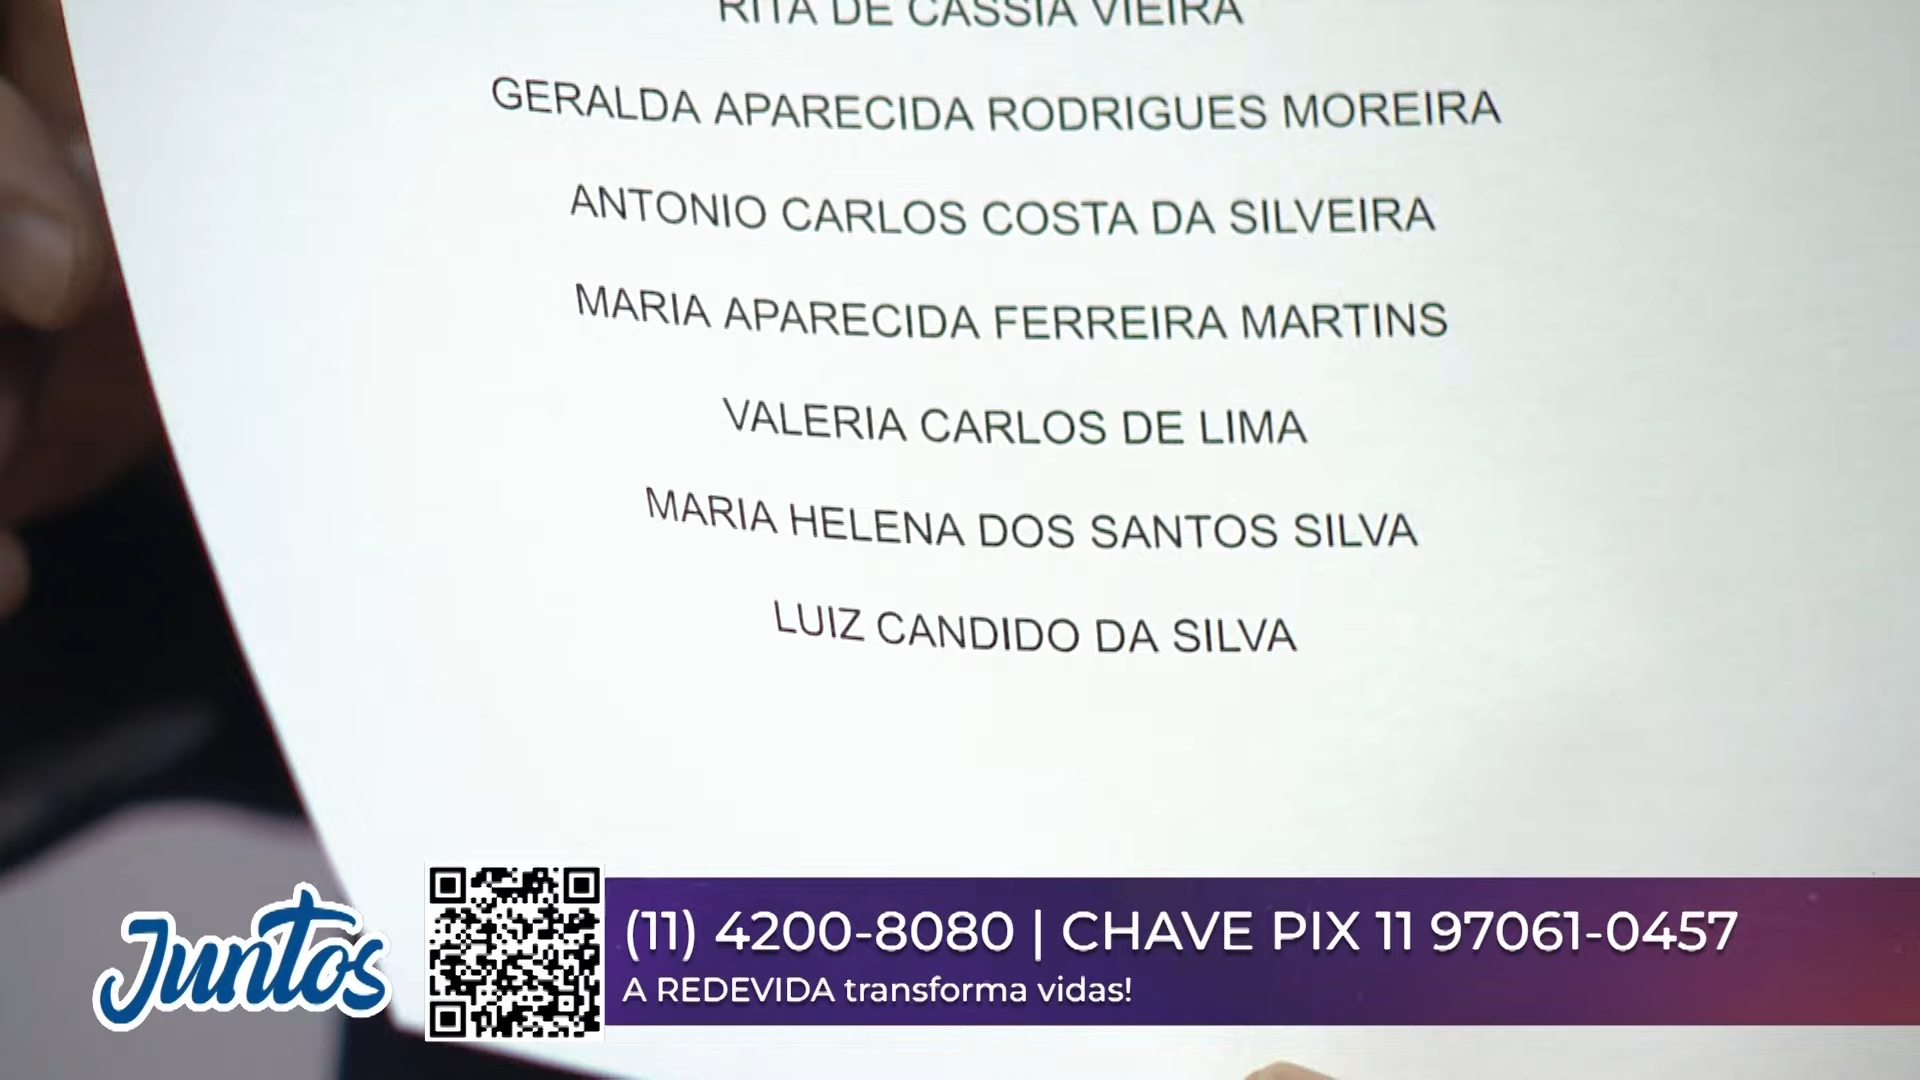 RITA DE CASSIA VIEIRA
GERALDA APARECIDA RODRIGUES MOREIRA
ANTONIO CARLOS COSTA DA SILVEIRA
MARIA APARECIDA FERREIRA MARTINS
VALERIA CARLOS DE LIMA
MARIA HELENA DOS SANTOS SILVA
LUIZ CANDIDO DA SILVA
Juntos
(11) 4200-8080 | CHAVE PIX 11 97061-0457
A REDEVIDA transforma vidas!